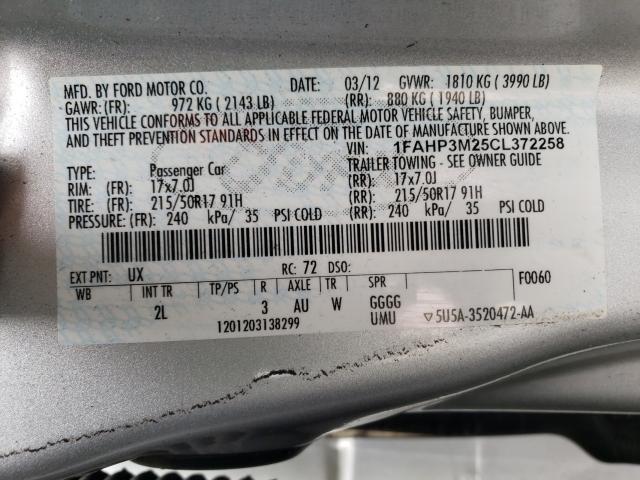 MFD. BY FORD MOTOR CO. DATE: 03/12 GVWR: 1810 KG ( 3990 LB)
GAWR: (FR): 972 KG ( 2143 LB) (RR): 880 KG ( 1940 LB)
THIS VEHICLE CONFORMS TO ALL APPLICABLE FEDERAL MOTOR VEHICLE SAFETY, BUMPER,
AND THEFT PREVENTION STANDARDS IN EFFECT ON THE DATE OF MANUFACTURE SHOWN ABOVE.
VIN: 1FAHP3M25CL372258
TYPE: Passenger Car TRAILER TOWING - SEE OWNER GUIDE
RIM: (FR): 17x7.0J (RR): 17x7.0J
TIRE: (FR): 215/50R17 91H (RR): 215/50R17 91H
PRESSURE: (FR): 240 kPa/ 35 PSI COLD (RR): 240 kPa/ 35 PSI COLD
EXT PNT: UX RC: 72 DSO: F0060
WB INT TR TP/PS R AXLE TR SPR
2L 3 AU W GGGG
1201203138299 UMU ▽5U5A-3520472-AA